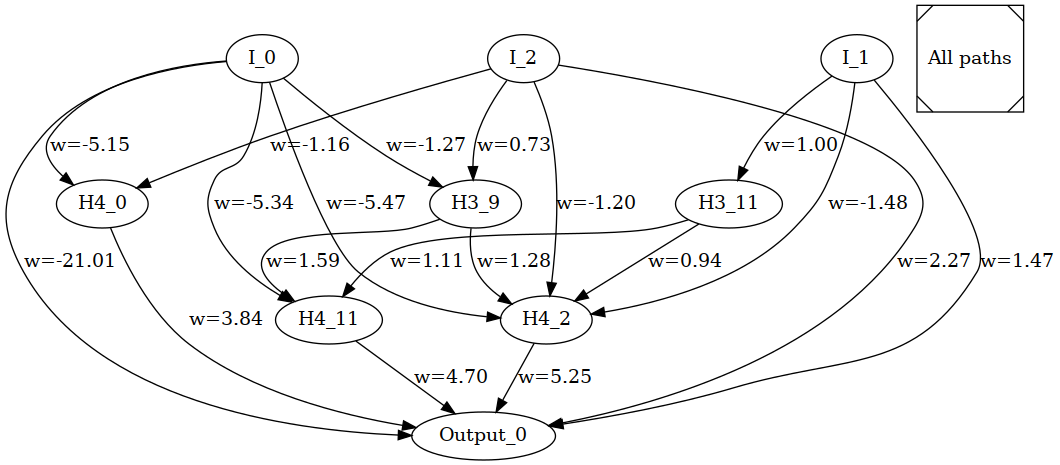 I_0
I_2
I_1
All paths
w=-5.15
w=-1.16
w=-1.27
w=0.73
w=1.00
H4_0
w=-5.34
w=-5.47
H3_9
w=-1.20
H3_11
w=-1.48
w=-21.01
w=1.59
w=1.11
w=1.28
w=0.94
w=2.27
w=1.47
w=3.84
H4_11
H4_2
w=4.70
w=5.25
Output_0